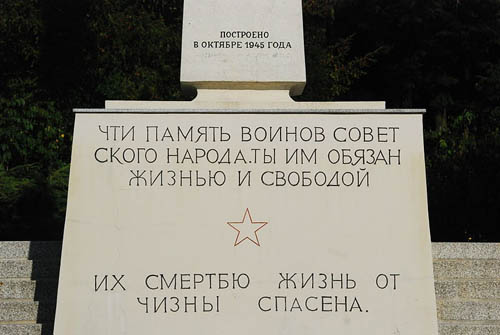 ПОСТРОЕНО
В ОКТЯБРЕ 1945 ГОДА
ЧТИ ПАМЯТЬ ВОИНОВ СОВЕТ
СКОГО НАРОДА.ТЫ ИМ ОБЯЗАН
ЖИЗНЬЮ И СВОБОДОЙ
ИХ СМЕРТБЮ ЖИЗНЬ ОТ
ЧИЗНЫ СПАСЕНА.